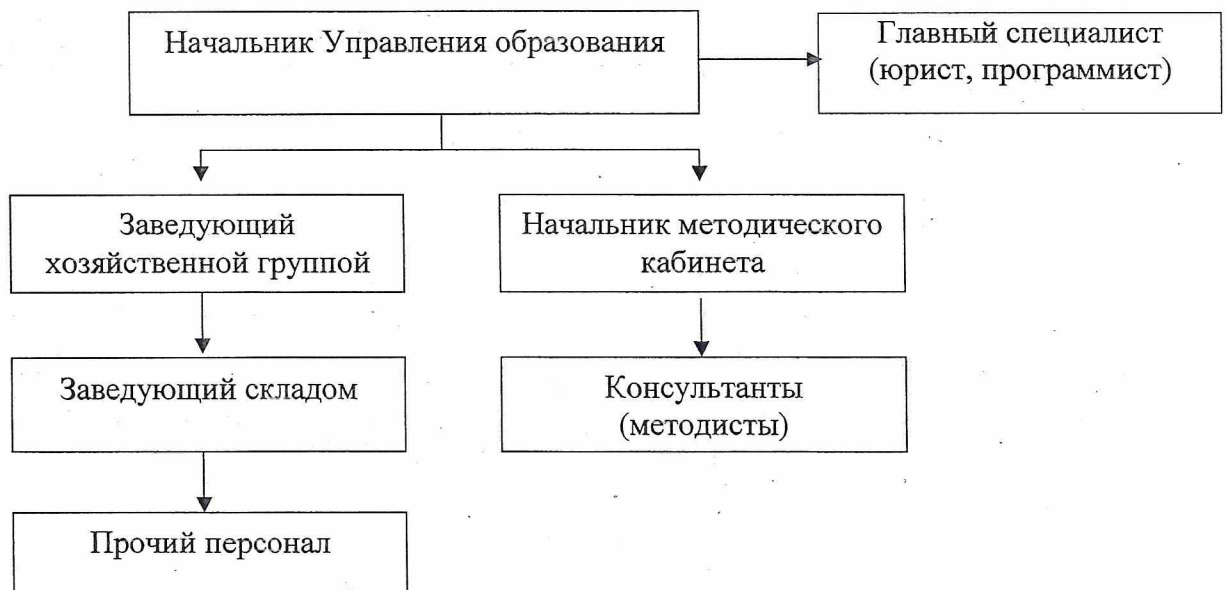 Начальник Управления образования
Главный специалист
(юрист, программист)
Заведующий
хозяйственной группой
Начальник методического
кабинета
Заведующий складом
Консультанты
(методисты)
Прочий персонал